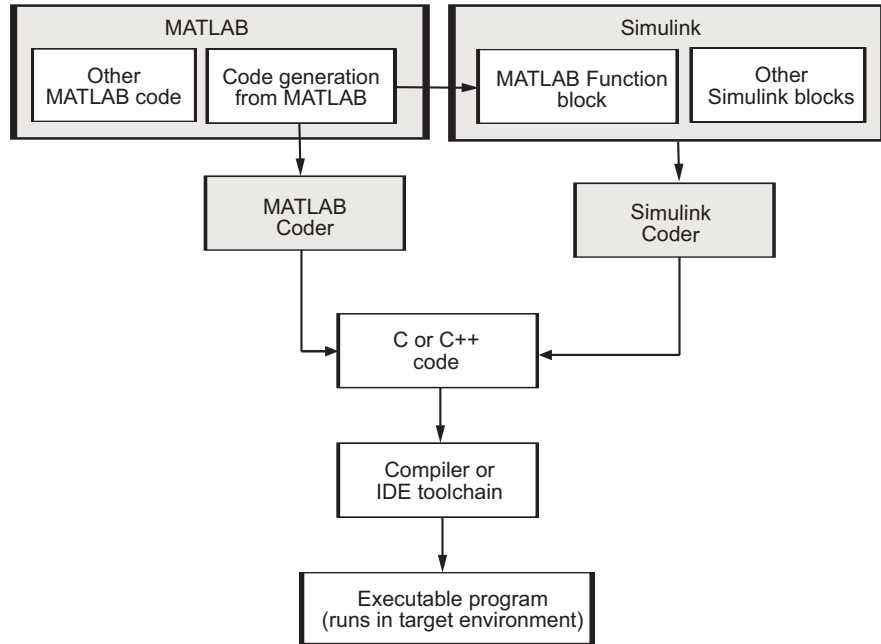 MATLAB
Other
MATLAB code
Code generation
from MATLAB
Simulink
MATLAB Function
block
Other
Simulink blocks
MATLAB
Coder
Simulink
Coder
C or C++
code
Compiler or
IDE toolchain
Executable program
(runs in target environment)